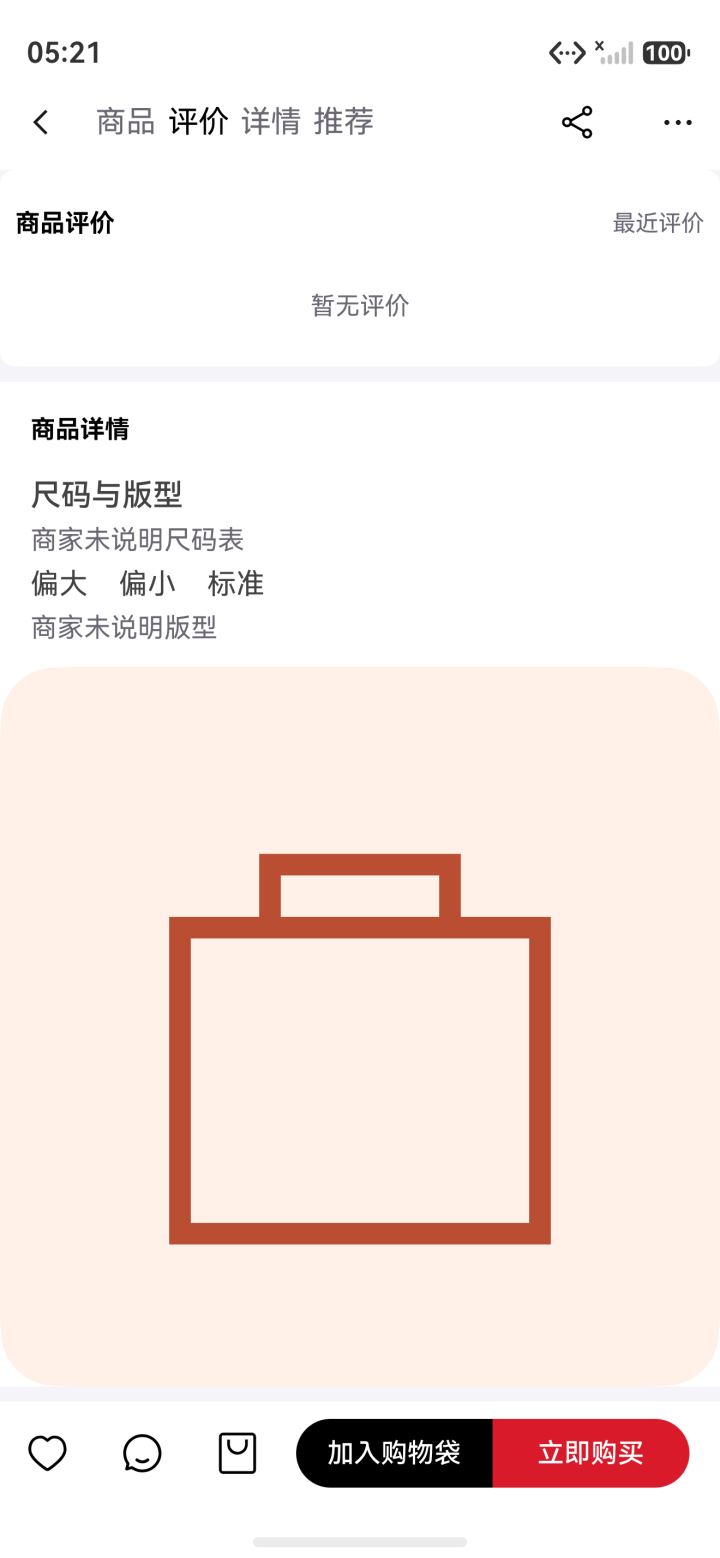 05:21
100
商品 评价 详情 推荐
商品评价
最近评价
暂无评价
商品详情
尺码与版型
商家未说明尺码表
偏大 偏小 标准
商家未说明版型
加入购物袋 立即购买